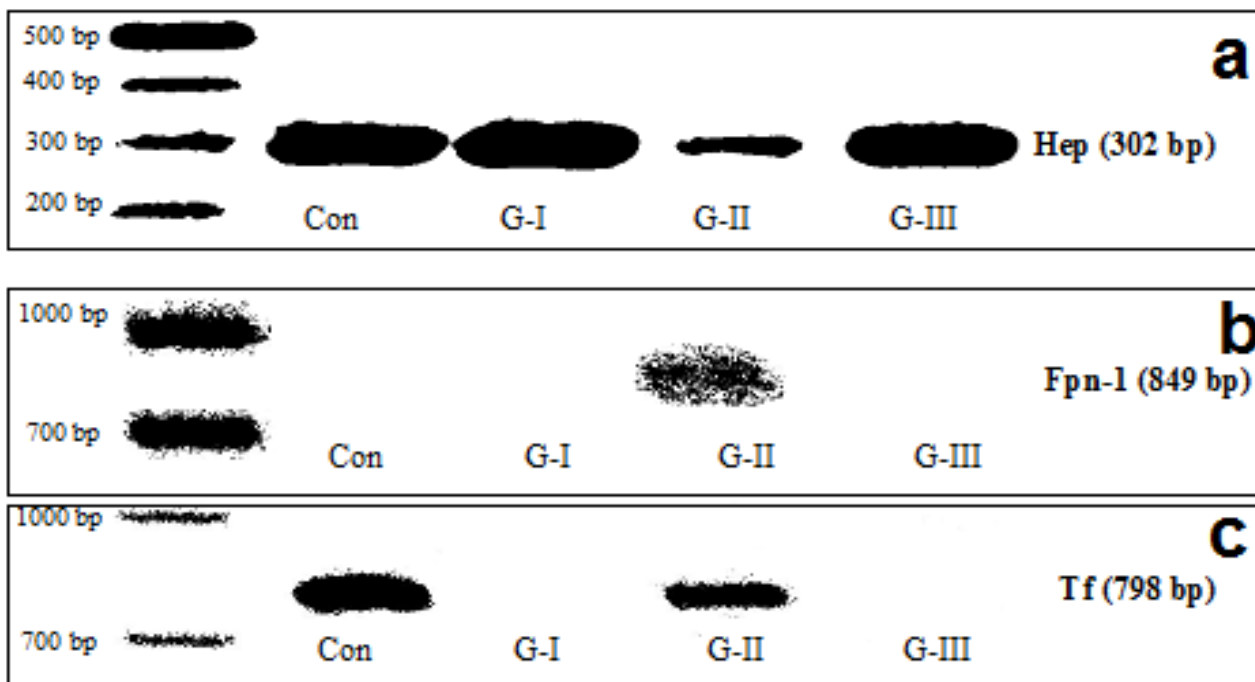 500 bp
a
400 bp
300 bp
Hep (302 bp)
200 bp
Con G-I G-II G-III
1000 bp
b
Fpn-1 (849 bp)
700 bp
Con G-I G-II G-III
1000 bp
c
Tf (798 bp)
700 bp
Con G-I G-II G-III